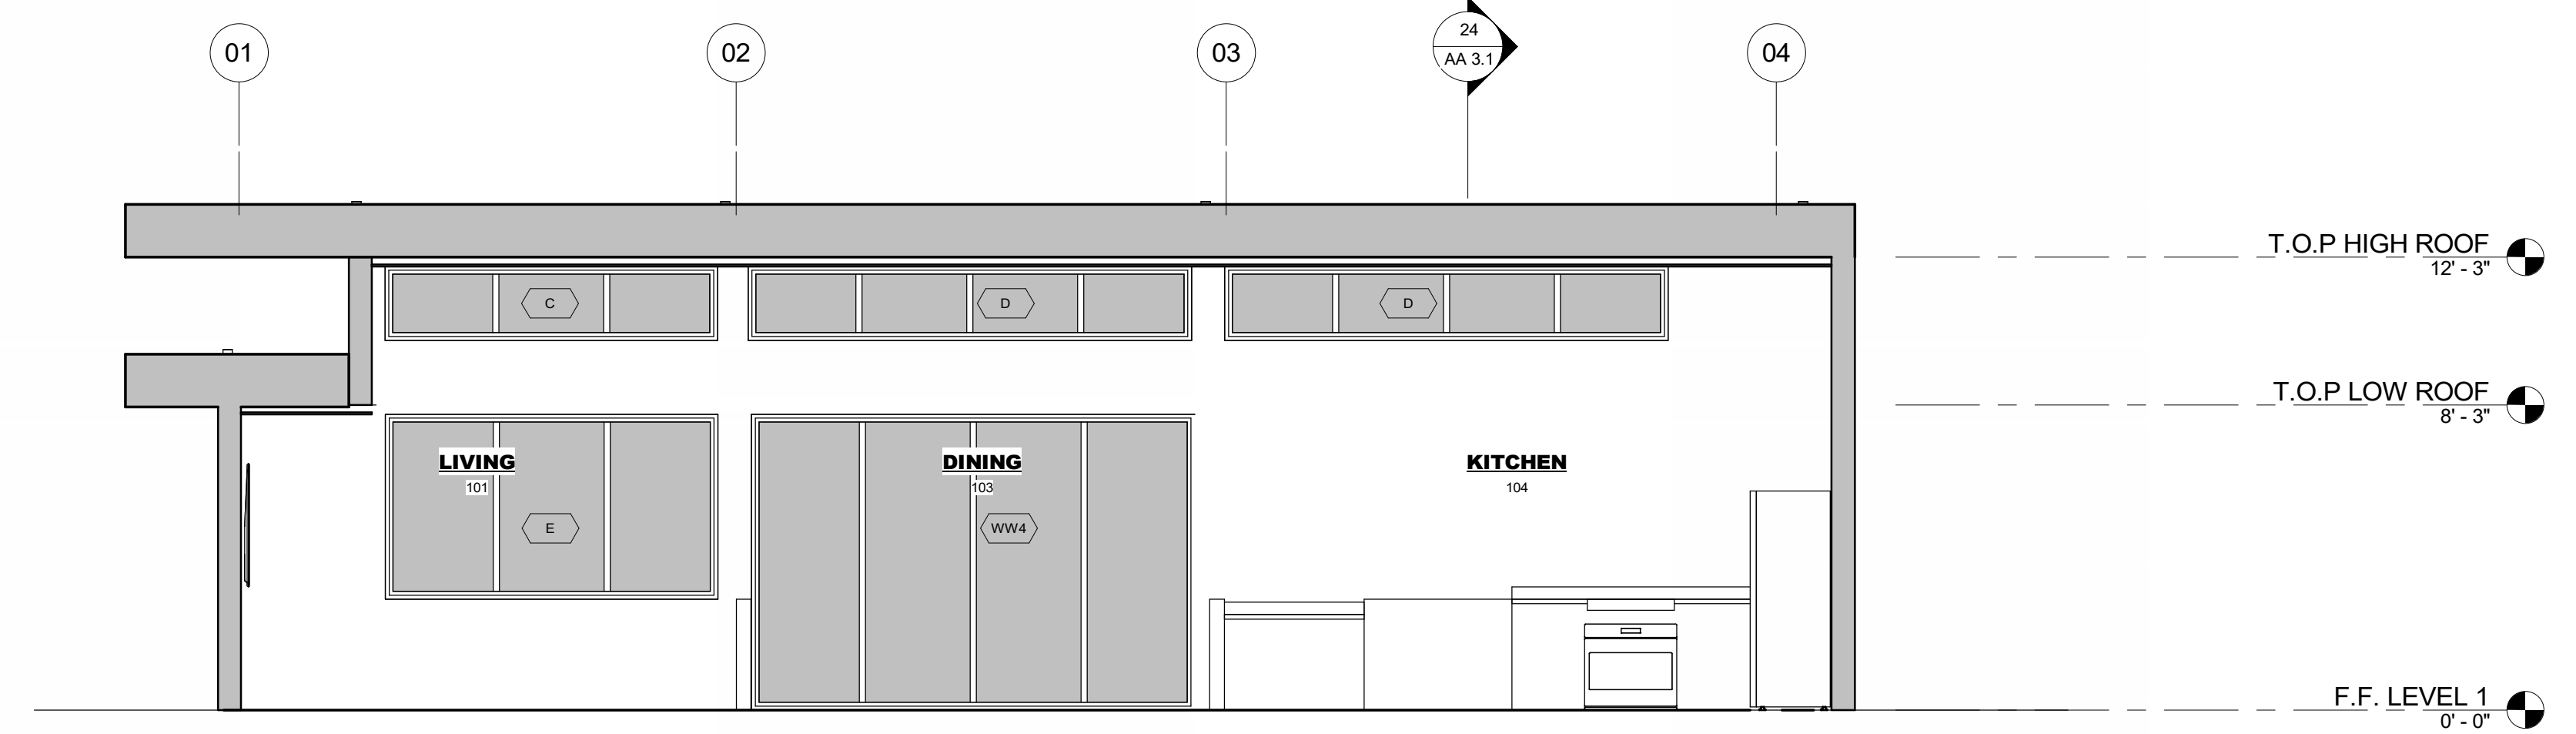 01
02
03
24
AA 3.1
04
T.O.P HIGH ROOF
12' - 3"
C
D
D
T.O.P LOW ROOF
8' - 3"
LIVING
101
DINING
103
KITCHEN
104
E
WW4
F.F. LEVEL 1
0' - 0"